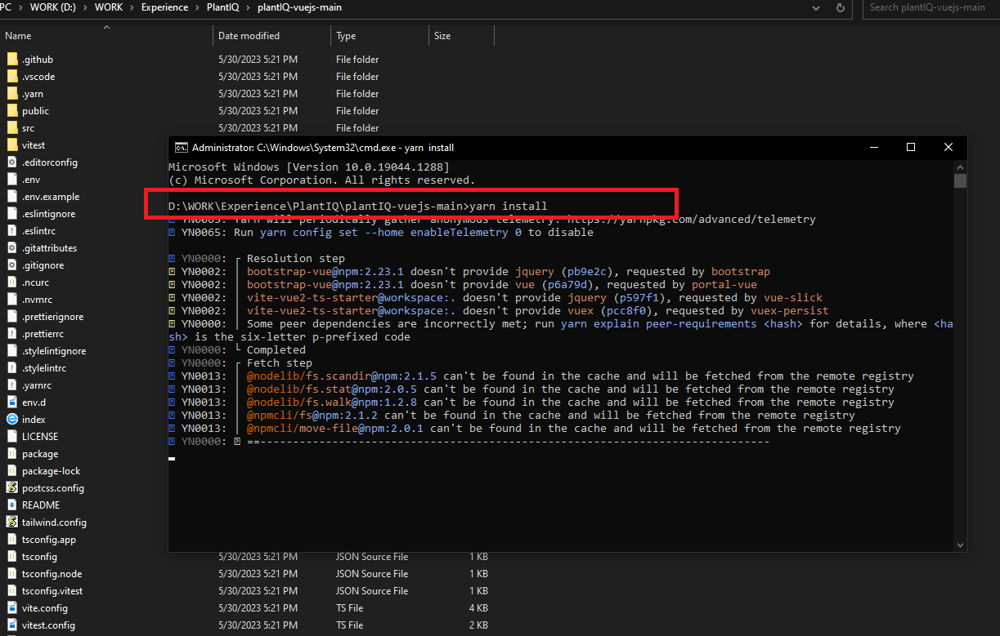 PC > WORK (D:) > WORK > Experience > PlantIQ > plantIQ-vuejs-main
Search plantIQ-vuejs-main
Name Date modified Type Size
.github 5/30/2023 5:21 PM File folder
.vscode 5/30/2023 5:21 PM File folder
.yarn 5/30/2023 5:21 PM File folder
public 5/30/2023 5:21 PM File folder
src 5/30/2023 5:21 PM File folder
vitest
.editorconfig
.env
.env.example
.eslintignore
.eslintrc
.gitattributes
.gitignore
.ncurc
.nvmrc
.prettierignore
.prettierrc
.stylelintignore
.stylelintrc
.yarnrc
env.d
index
LICENSE
package
package-lock
postcss.config
README
tailwind.config
tsconfig.app
tsconfig 5/30/2023 5:21 PM JSON Source File 1 KB
tsconfig.node 5/30/2023 5:21 PM JSON Source File 1 KB
tsconfig.vitest 5/30/2023 5:21 PM JSON Source File 1 KB
vite.config 5/30/2023 5:21 PM TS File 4 KB
vitest.config 5/30/2023 5:21 PM TS File 2 KB
Administrator: C:\Windows\System32\cmd.exe - yarn install
Microsoft Windows [Version 10.0.19044.1288]
(c) Microsoft Corporation. All rights reserved.
D:\WORK\Experience\PlantIQ\plantIQ-vuejs-main>yarn install
YN0065: Yarn will periodically gather anonymous telemetry: https://yarnpkg.com/advanced/telemetry
YN0065: Run yarn config set --home enableTelemetry 0 to disable
YN0000: ┌ Resolution step
YN0002: │ bootstrap-vue@npm:2.23.1 doesn't provide jquery (pb9e2c), requested by bootstrap
YN0002: │ bootstrap-vue@npm:2.23.1 doesn't provide vue (p6a79d), requested by portal-vue
YN0002: │ vite-vue2-ts-starter@workspace:. doesn't provide jquery (p597f1), requested by vue-slick
YN0002: │ vite-vue2-ts-starter@workspace:. doesn't provide vuex (pcc8f0), requested by vuex-persist
YN0000: │ Some peer dependencies are incorrectly met; run yarn explain peer-requirements <hash> for details, where <ha
sh> is the six-letter p-prefixed code
YN0000: └ Completed
YN0000: ┌ Fetch step
YN0013: │ @nodelib/fs.scandir@npm:2.1.5 can't be found in the cache and will be fetched from the remote registry
YN0013: │ @nodelib/fs.stat@npm:2.0.5 can't be found in the cache and will be fetched from the remote registry
YN0013: │ @nodelib/fs.walk@npm:1.2.8 can't be found in the cache and will be fetched from the remote registry
YN0013: │ @npmcli/fs@npm:2.1.2 can't be found in the cache and will be fetched from the remote registry
YN0013: │ @npmcli/move-file@npm:2.0.1 can't be found in the cache and will be fetched from the remote registry
YN0000: ==------------------------------------------------------------------------------